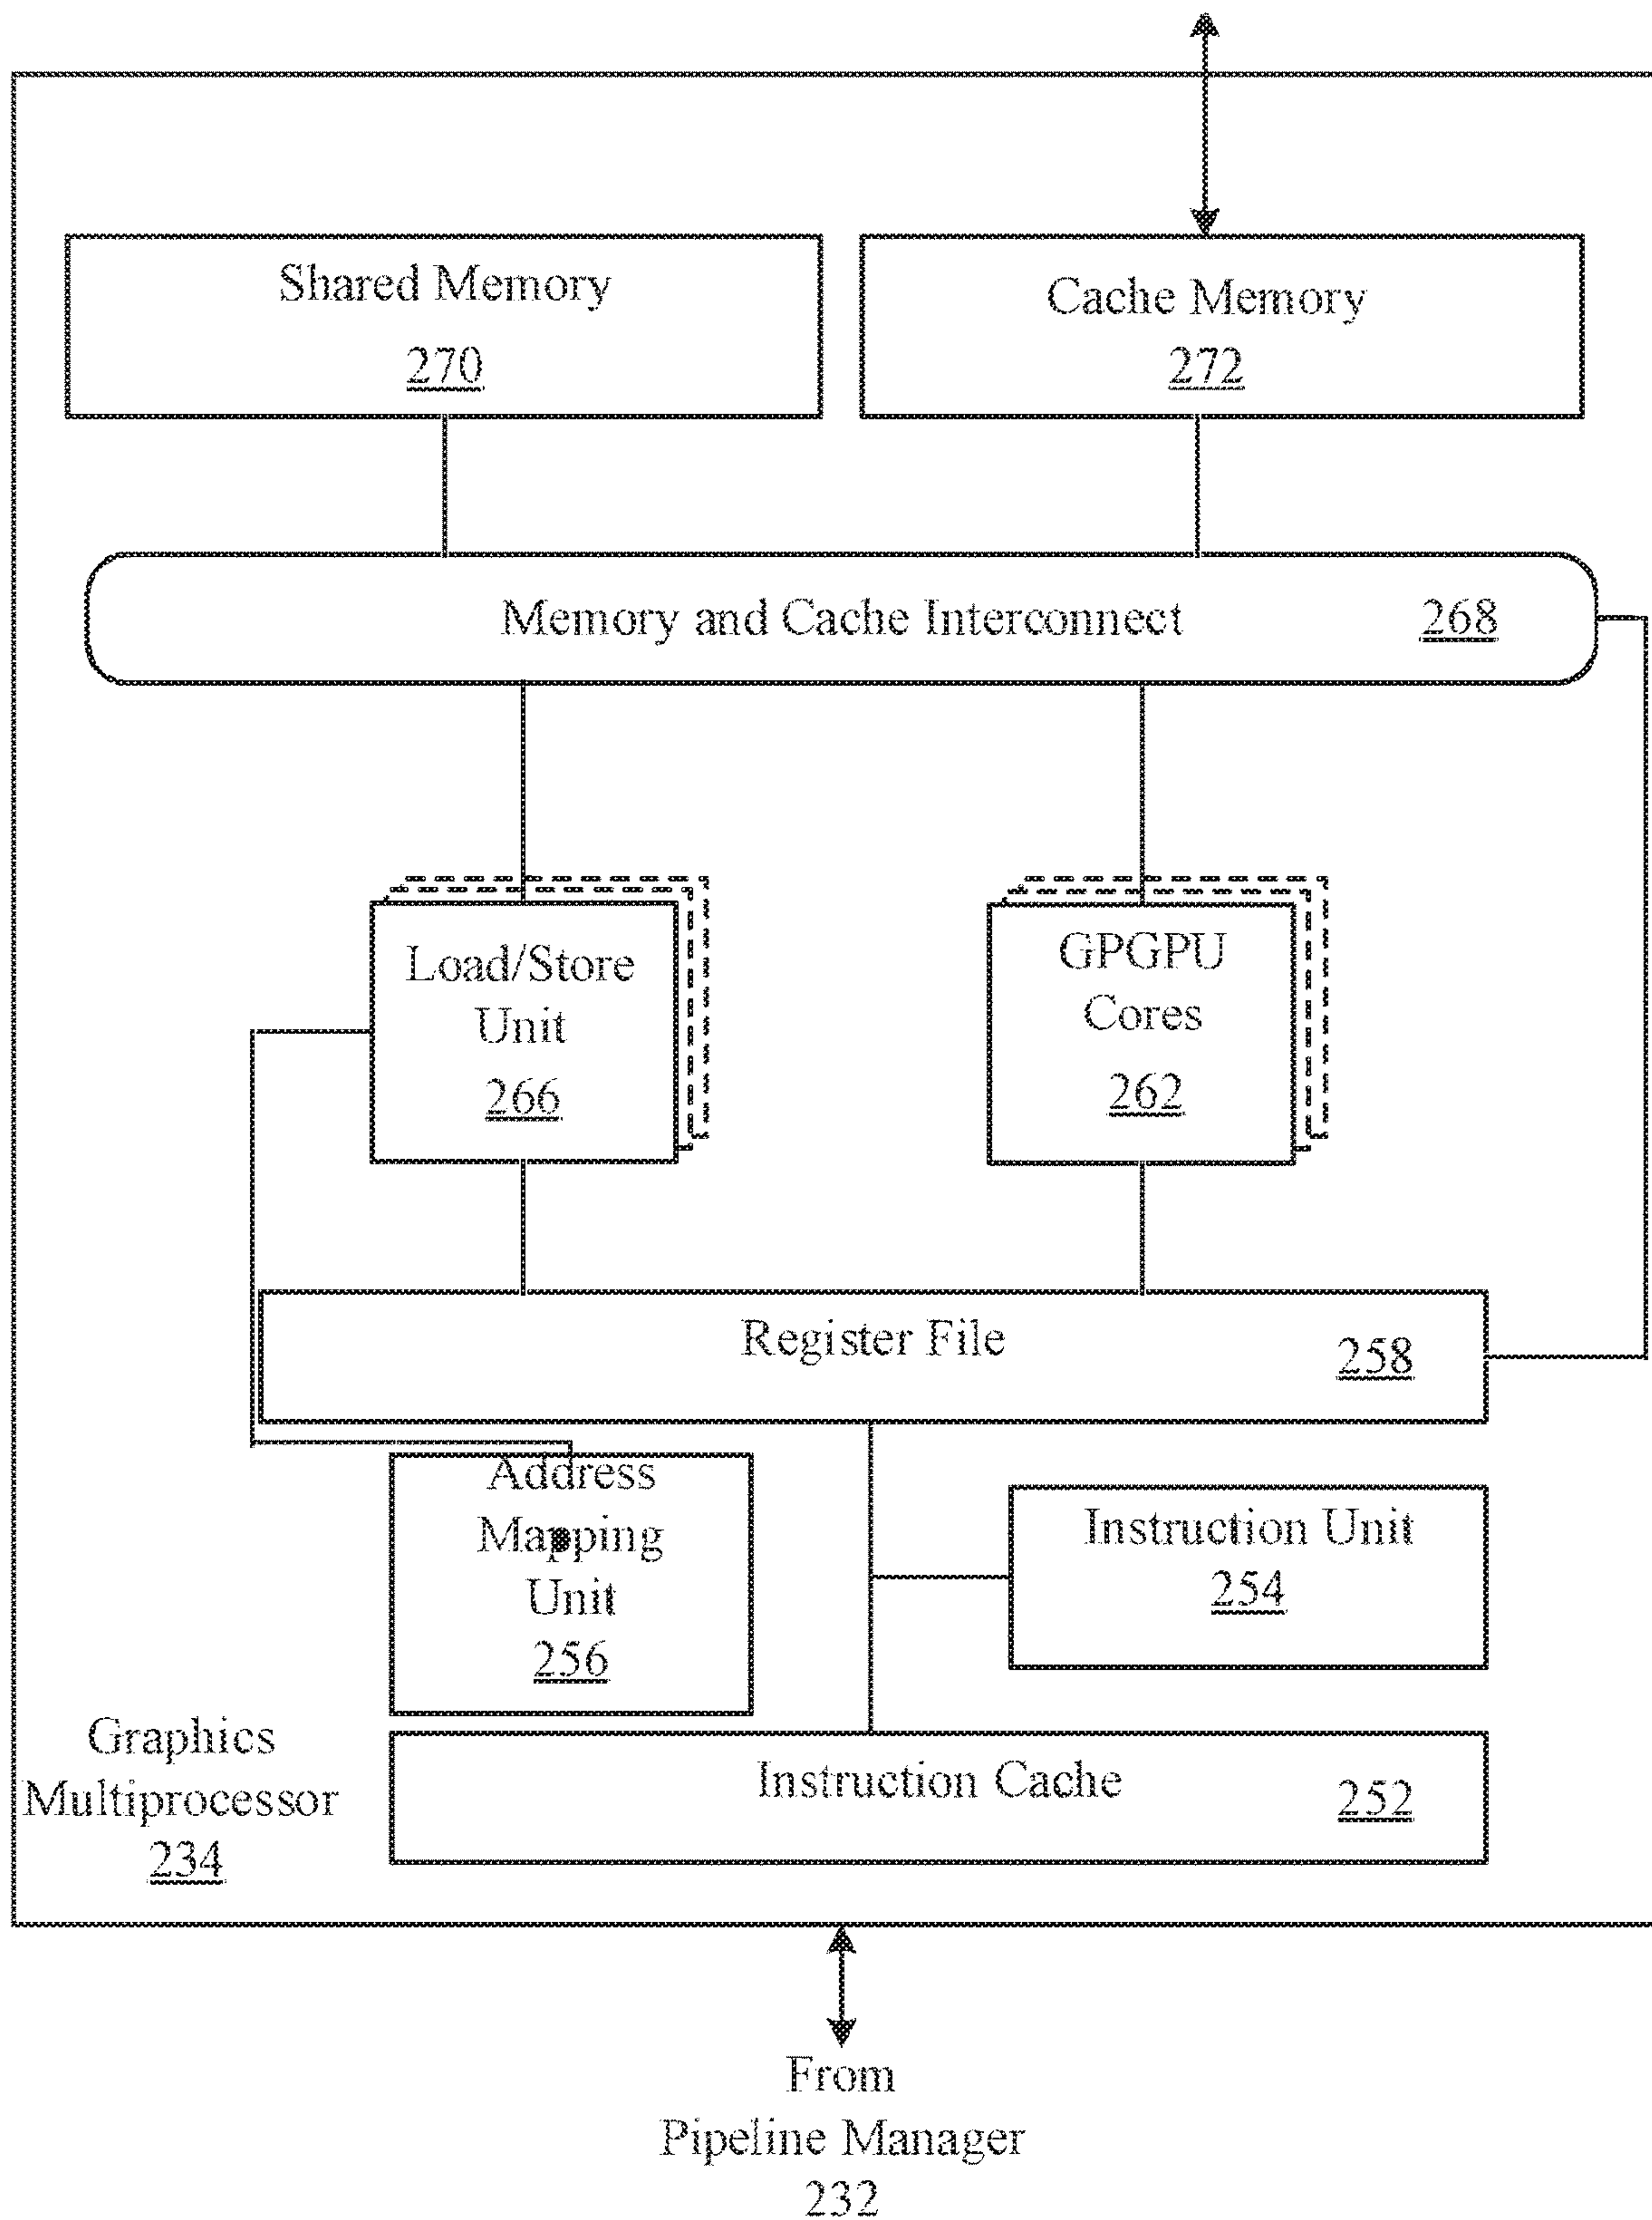 Shared Memory
270
Cache Memory
272
Memory and Cache Interconnect 268
Load/Store
Unit
266
GPGPU
Cores
262
Register File 258
Address
Mapping
Unit
256
Instruction Unit
254
Graphics
Multiprocessor
234
Instruction Cache 252
From
Pipeline Manager
232